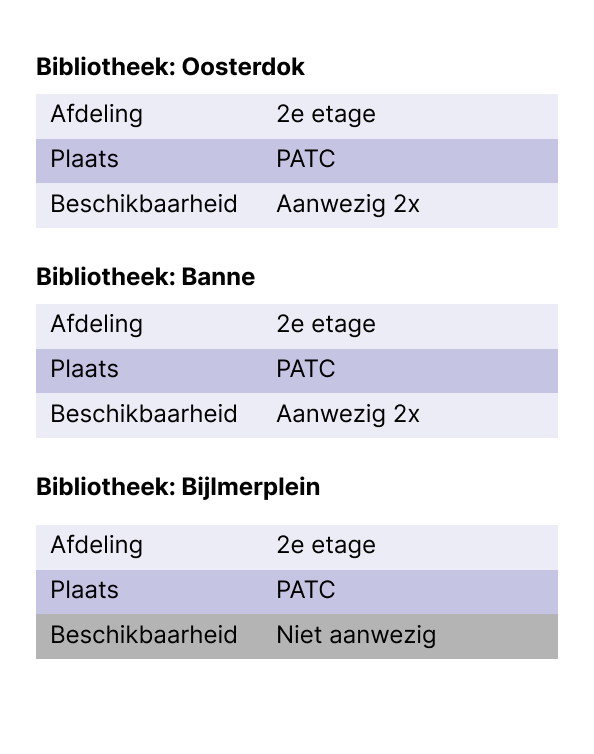 Bibliotheek: Oosterdok
Afdeling 2e etage
Plaats PATC
Beschikbaarheid Aanwezig 2x
Bibliotheek: Banne
Afdeling 2e etage
Plaats PATC
Beschikbaarheid Aanwezig 2x
Bibliotheek: Bijlmerplein
Afdeling 2e etage
Plaats PATC
Beschikbaarheid Niet aanwezig